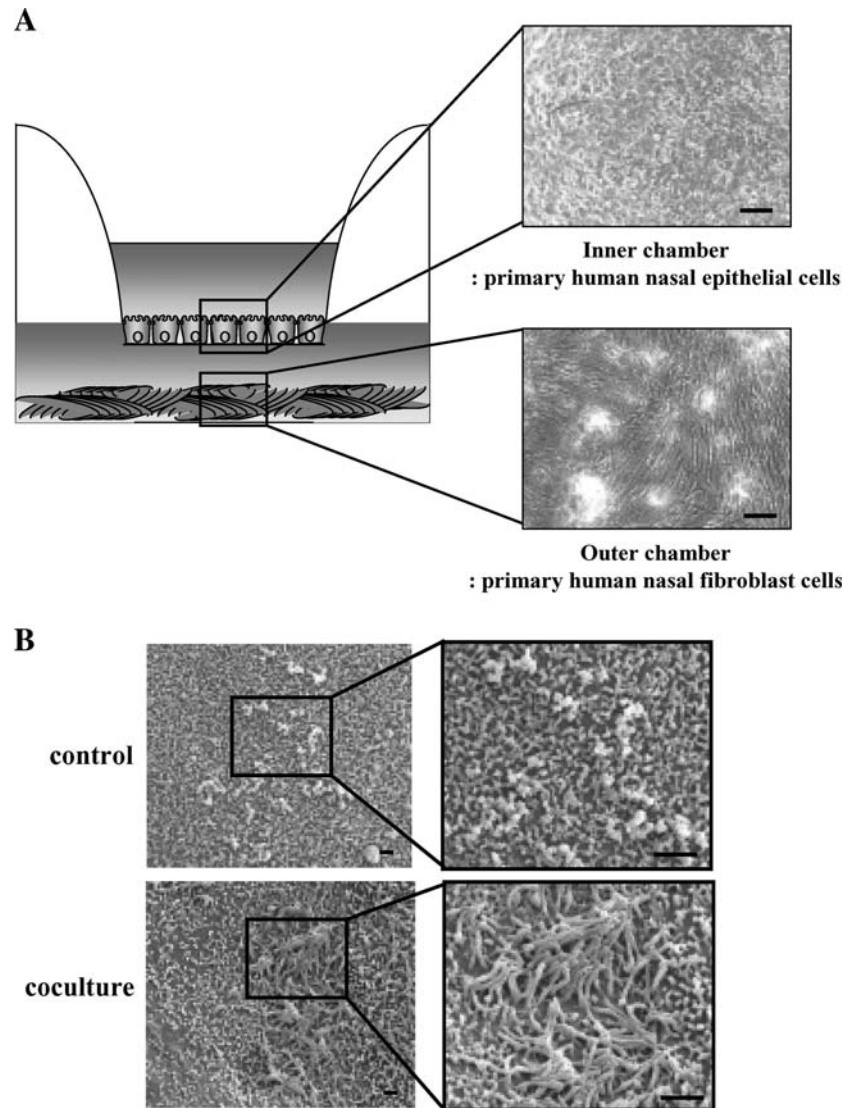 A
Inner chamber
: primary human nasal epithelial cells
Outer chamber
: primary human nasal fibroblast cells
B
control
coculture